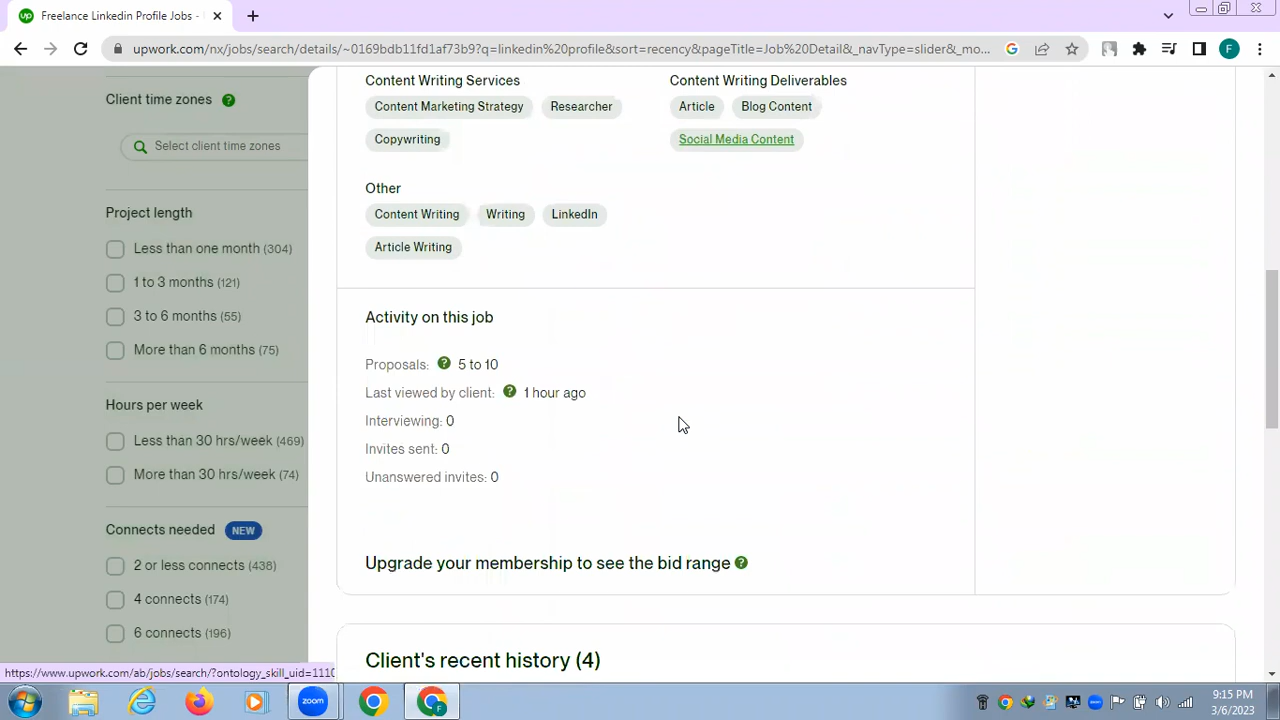 Freelance Linkedin Profile Jobs -
upwork.com/nx/jobs/search/details/~0169bdb11fd1af73b9?q=linkedin%20profile&sort=recency&pageTitle=Job%20Detail&_navType=slider&_mo...
F
Client time zones ?
Select client time zones
Project length
Less than one month (304)
1 to 3 months (121)
3 to 6 months (55)
More than 6 months (75)
Hours per week
Less than 30 hrs/week (469)
More than 30 hrs/week (74)
Connects needed NEW
2 or less connects (438)
4 connects (174)
6 connects (196)
Content Writing Services
Content Marketing Strategy Researcher
Copywriting
Content Writing Deliverables
Article Blog Content
Social Media Content
Other
Content Writing Writing LinkedIn
Article Writing
Activity on this job
Proposals: ? 5 to 10
Last viewed by client: ? 1 hour ago
Interviewing: 0
Invites sent: 0
Unanswered invites: 0
Upgrade your membership to see the bid range ?
Client's recent history (4)
https://www.upwork.com/ab/jobs/search/?ontology_skill_uid=1110
zoom
9:15 PM
3/6/2023